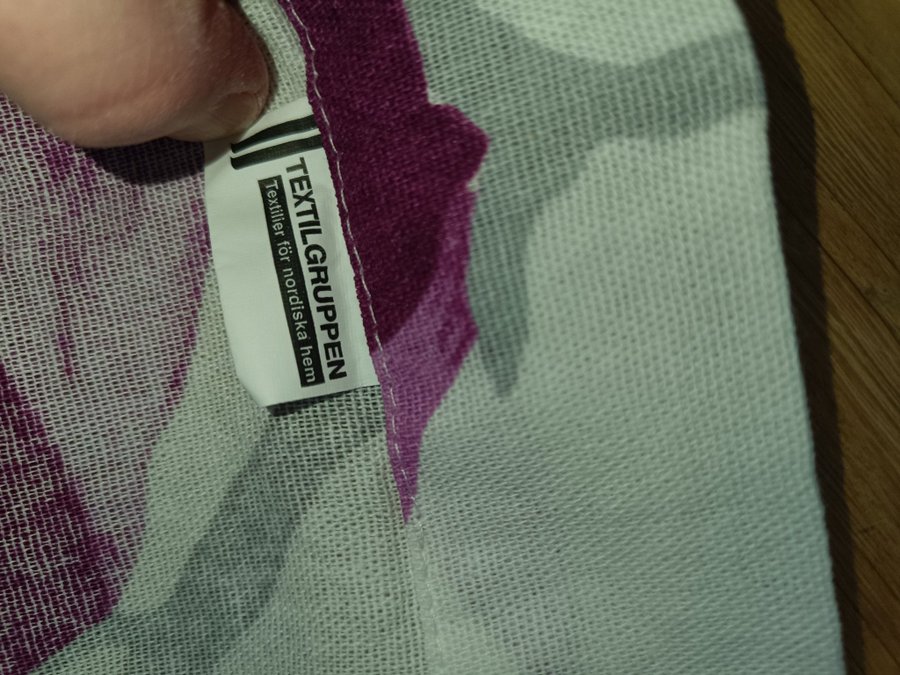 TEXTILGRUPPEN
Textilier för nordiska hem